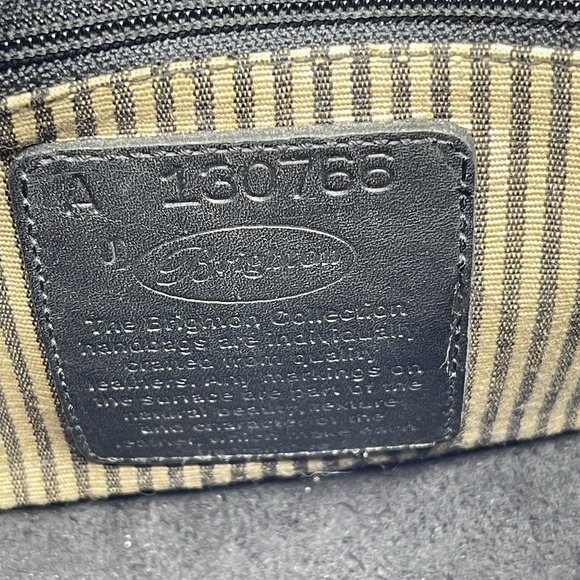 A 130766
J
Brighton
The Brighton Collection
handbags are individually
crafted from quality
leathers. Any markings on
the surface are part of the
natural beauty, texture
and character of the